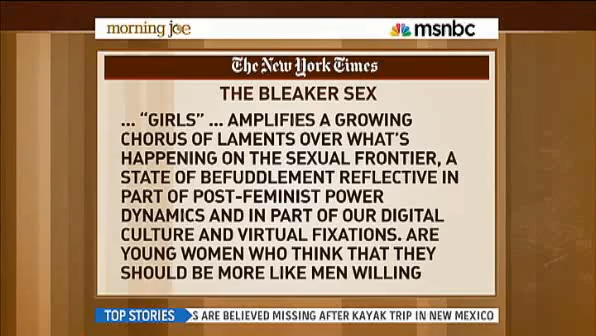 morning joe
msnbc
The New York Times
THE BLEAKER SEX
... “GIRLS” ... AMPLIFIES A GROWING
CHORUS OF LAMENTS OVER WHAT’S
HAPPENING ON THE SEXUAL FRONTIER, A
STATE OF BEFUDDLEMENT REFLECTIVE IN
PART OF POST-FEMINIST POWER
DYNAMICS AND IN PART OF OUR DIGITAL
CULTURE AND VIRTUAL FIXATIONS. ARE
YOUNG WOMEN WHO THINK THAT THEY
SHOULD BE MORE LIKE MEN WILLING
TOP STORIES S ARE BELIEVED MISSING AFTER KAYAK TRIP IN NEW MEXICO